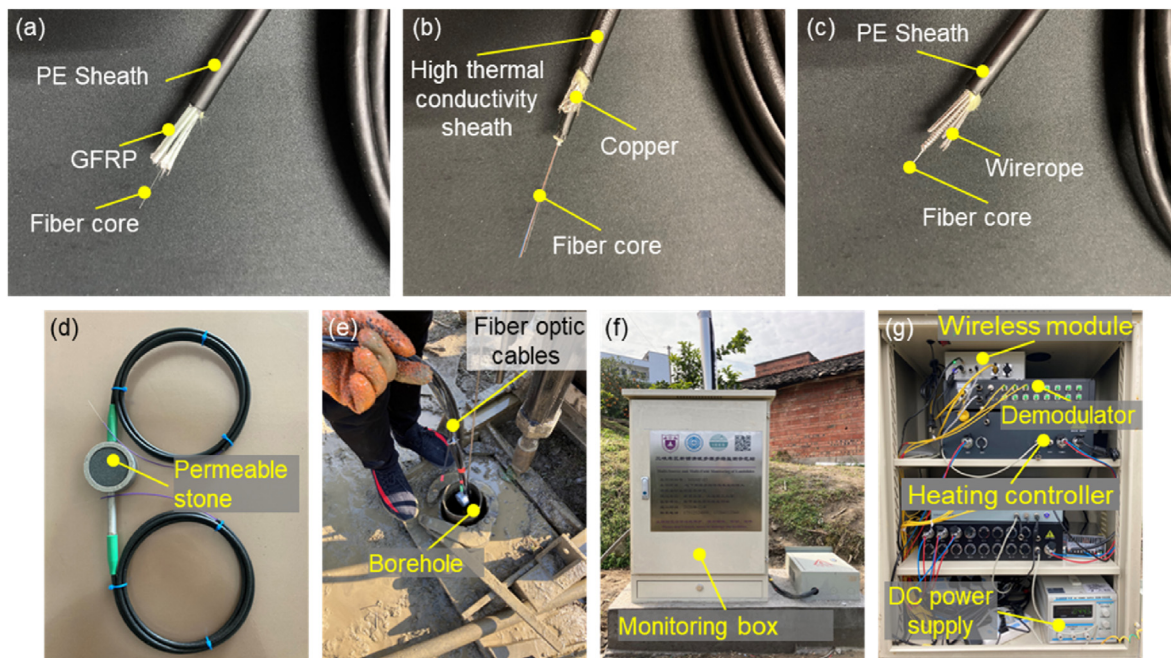 (a)
PE Sheath
GFRP
Fiber core
(b)
High thermal
conductivity
sheath
Copper
Fiber core
(c)
PE Sheath
Wirerope
Fiber core
(d)
Permeable
stone
(e)
Fiber optic
cables
Borehole
(f)
Monitoring box
(g)
Wireless module
Demodulator
Heating controller
DC power
supply